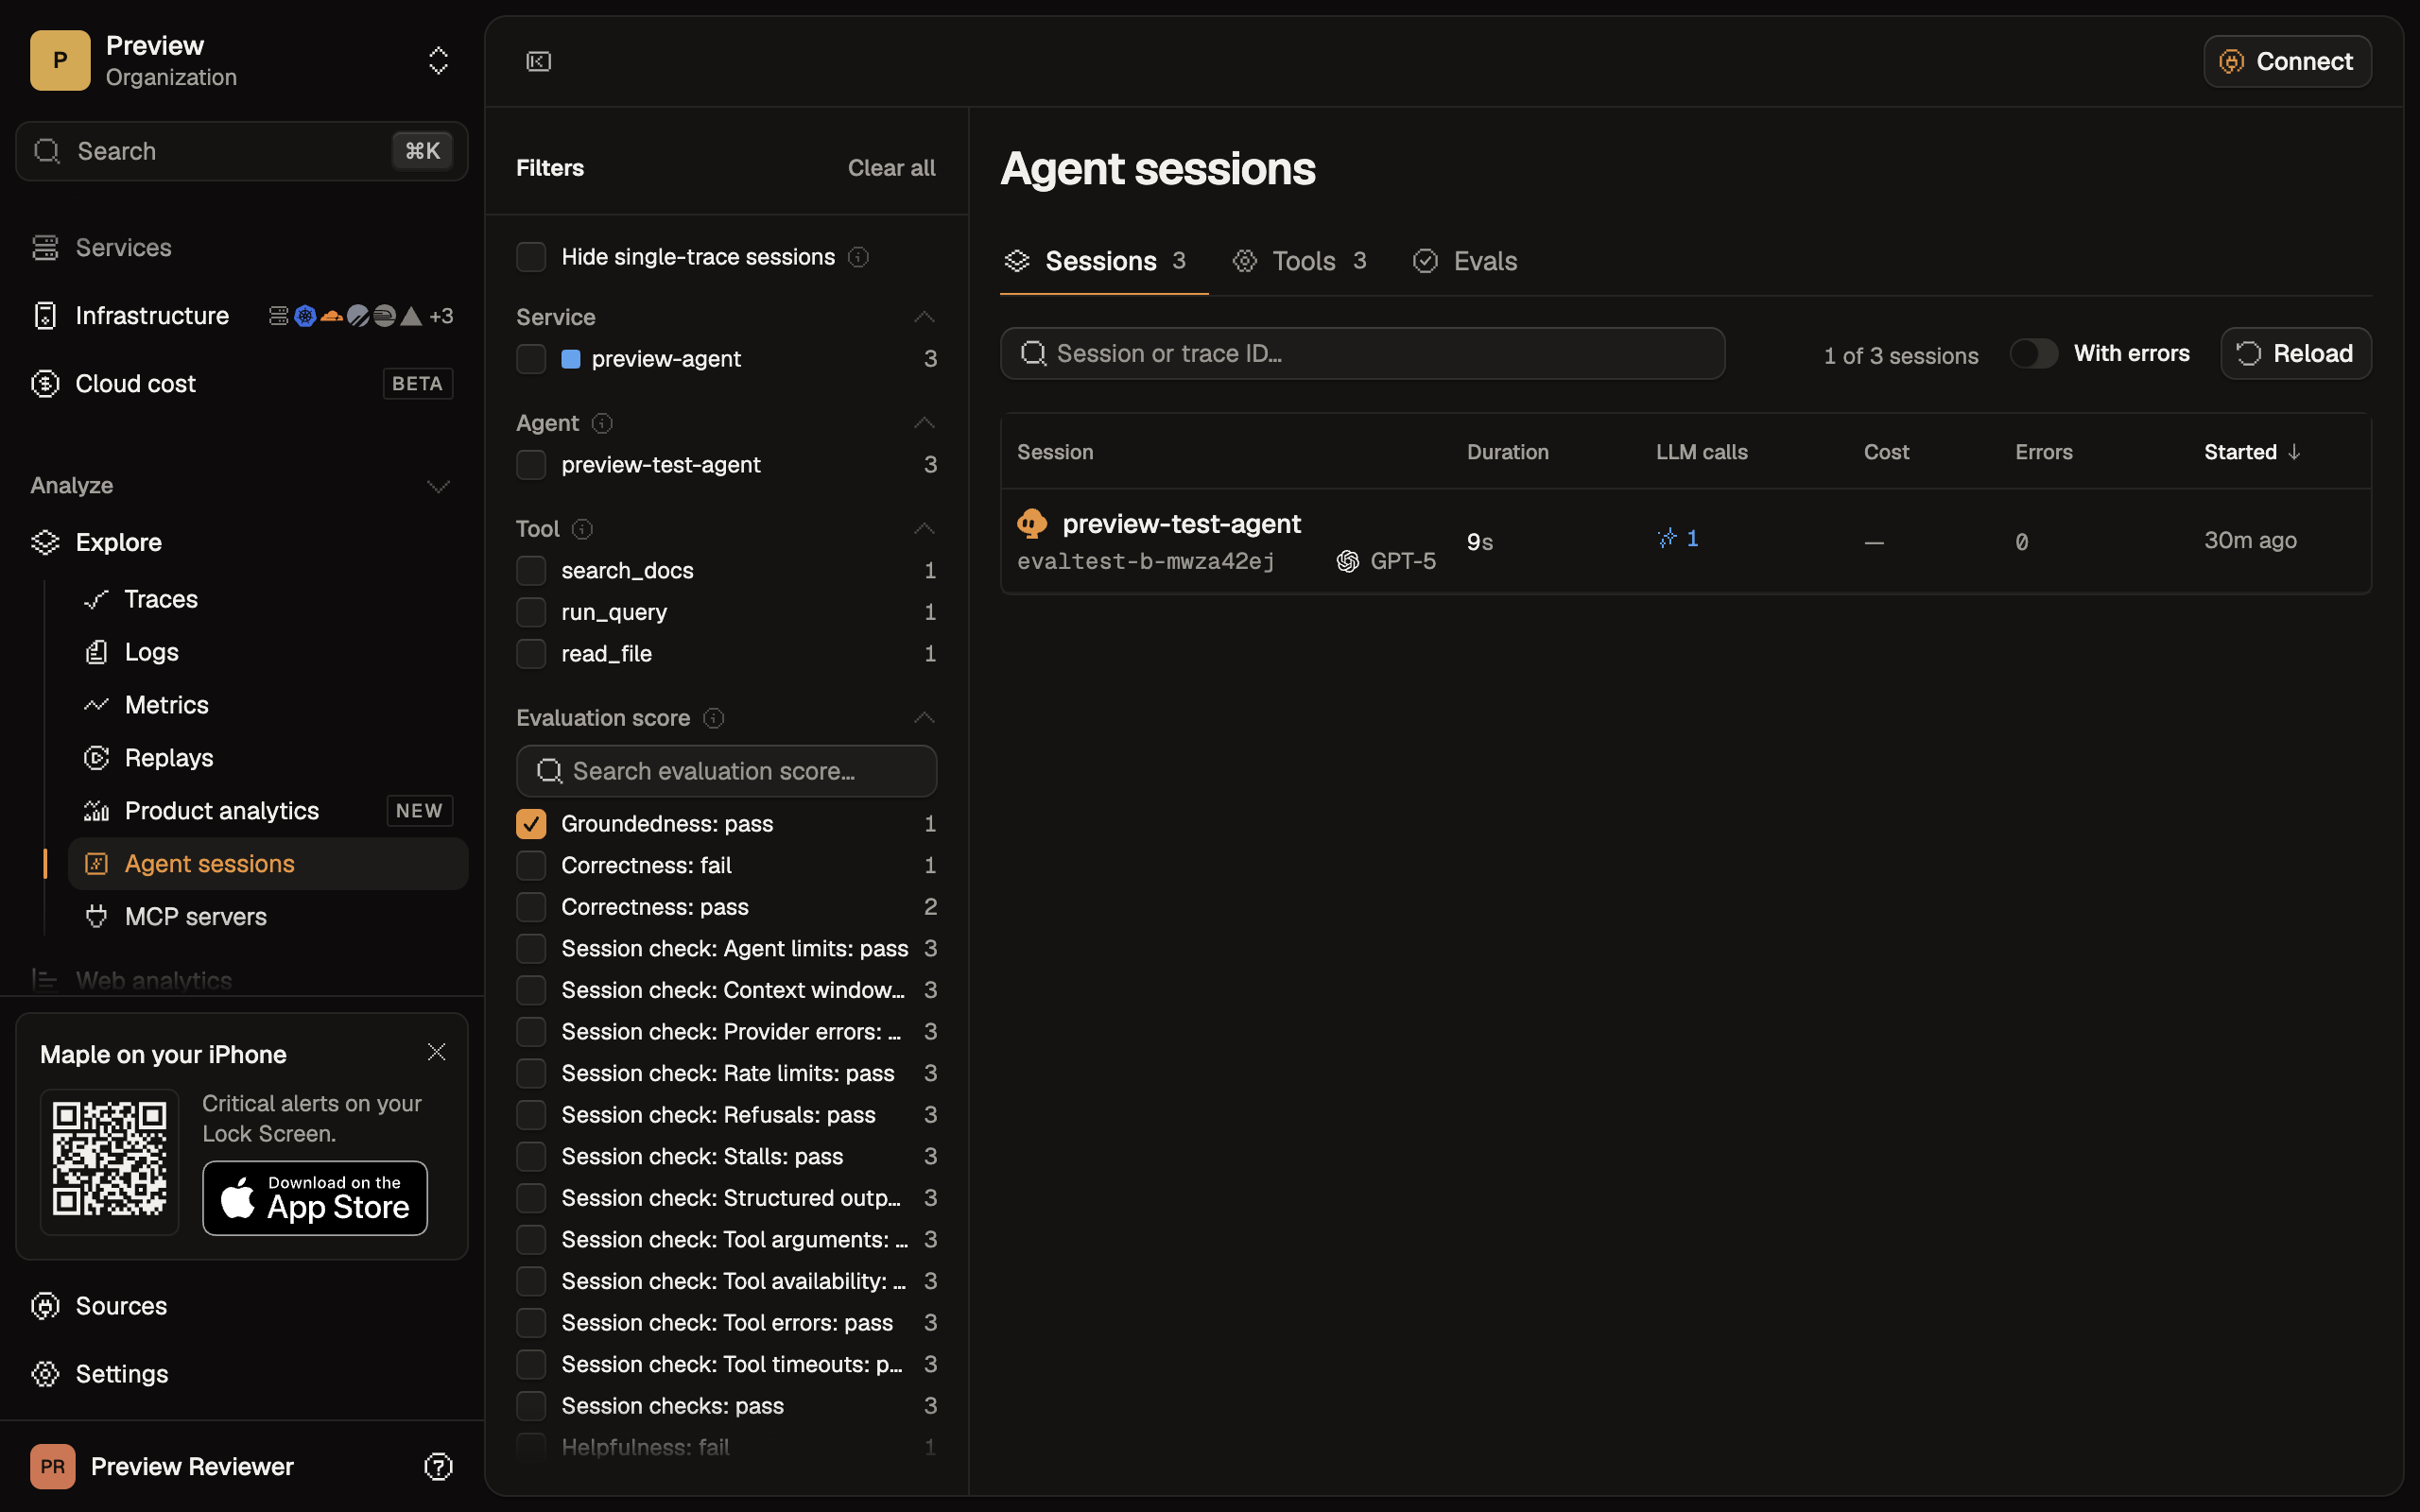 P
Preview
Organization
Search
⌘K
Services
Infrastructure
+3
Cloud cost
BETA
Analyze
Explore
Traces
Logs
Metrics
Replays
Product analytics
NEW
Agent sessions
MCP servers
Web analytics
Maple on your iPhone
Critical alerts on your
Lock Screen.
Download on the
App Store
Sources
Settings
PR
Preview Reviewer
Connect
Filters
Clear all
Hide single-trace sessions
Service
preview-agent 3
Agent
preview-test-agent 3
Tool
search_docs 1
run_query 1
read_file 1
Evaluation score
Search evaluation score...
Groundedness: pass 1
Correctness: fail 1
Correctness: pass 2
Session check: Agent limits: pass 3
Session check: Context window... 3
Session check: Provider errors: ... 3
Session check: Rate limits: pass 3
Session check: Refusals: pass 3
Session check: Stalls: pass 3
Session check: Structured outp... 3
Session check: Tool arguments: ... 3
Session check: Tool availability: ... 3
Session check: Tool errors: pass 3
Session check: Tool timeouts: p... 3
Session checks: pass 3
Helpfulness: fail 1
Agent sessions
Sessions 3 Tools 3 Evals
Session or trace ID...
1 of 3 sessions
With errors
Reload
Session Duration LLM calls Cost Errors Started ↓
preview-test-agent
evaltest-b-mwza42ej GPT-5
9s 1 — 0 30m ago